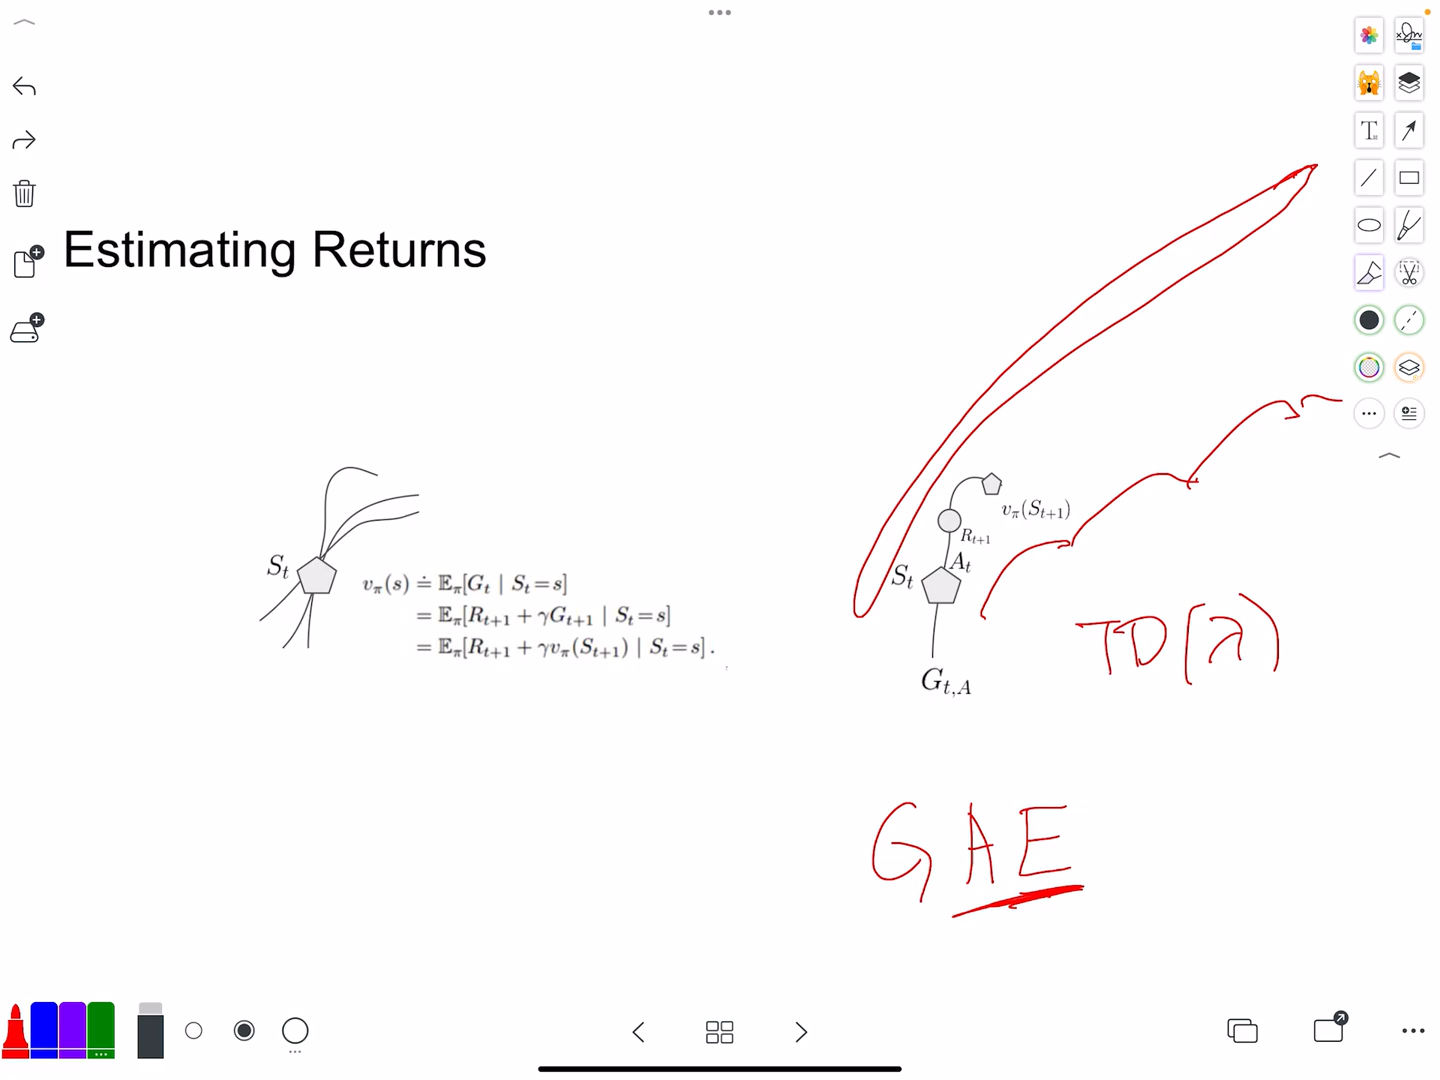 Estimating Returns
S_t
v_π(s) ≐ 𝔼_π[G_t | S_t=s]
= 𝔼_π[R_{t+1} + γG_{t+1} | S_t=s]
= 𝔼_π[R_{t+1} + γv_π(S_{t+1}) | S_t=s] .
v_π(S_{t+1})
R_{t+1}
A_t
S_t
G_{t,A}
TD(λ)
GAE